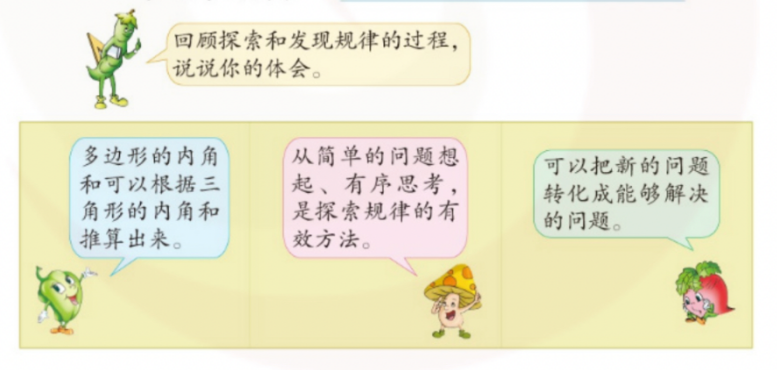 回顾探索和发现规律的过程，
说说你的体会。
多边形的内角
和可以根据三
角形的内角和
推算出来。
从简单的问题想
起、有序思考，
是探索规律的有
效方法。
可以把新的问题
转化成能够解决
的问题。